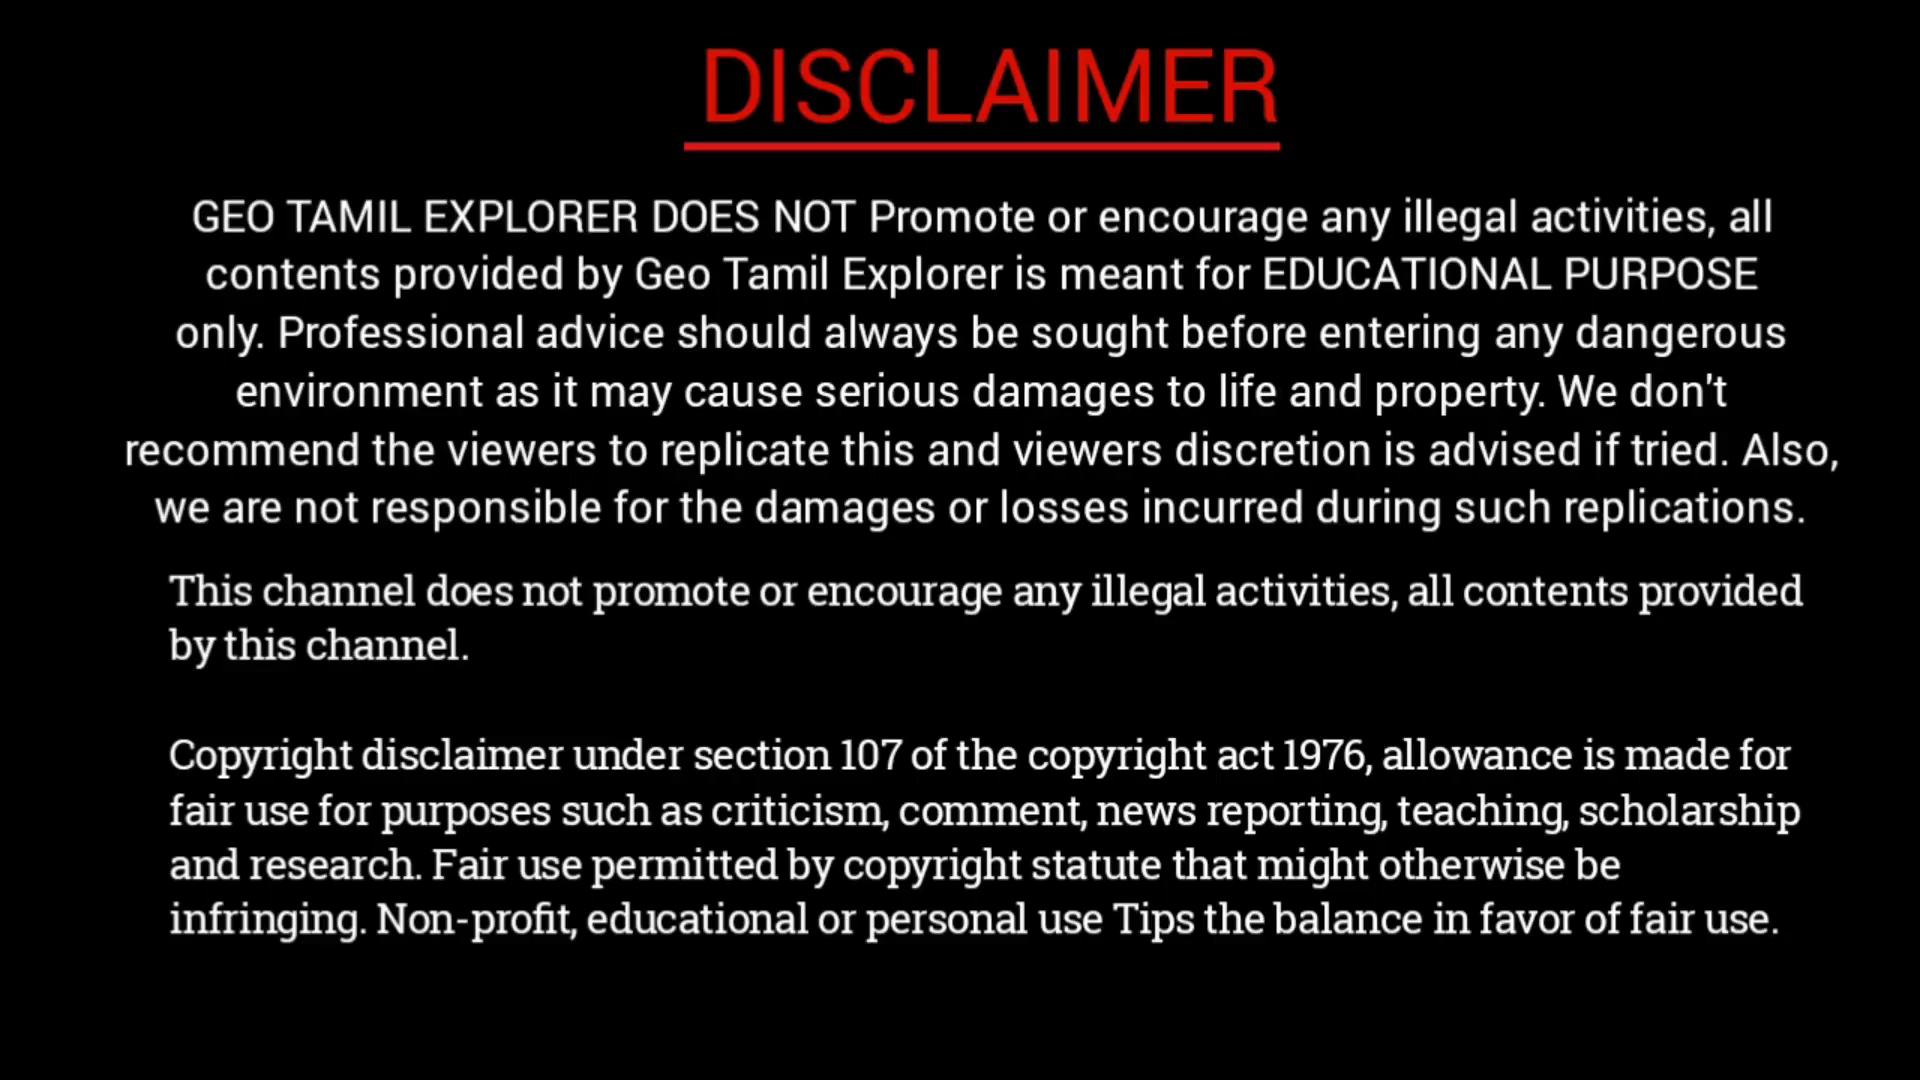 DISCLAIMER
GEO TAMIL EXPLORER DOES NOT Promote or encourage any illegal activities, all
contents provided by Geo Tamil Explorer is meant for EDUCATIONAL PURPOSE
only. Professional advice should always be sought before entering any dangerous
environment as it may cause serious damages to life and property. We don't
recommend the viewers to replicate this and viewers discretion is advised if tried. Also,
we are not responsible for the damages or losses incurred during such replications.
This channel does not promote or encourage any illegal activities, all contents provided
by this channel.
Copyright disclaimer under section 107 of the copyright act 1976, allowance is made for
fair use for purposes such as criticism, comment, news reporting, teaching, scholarship
and research. Fair use permitted by copyright statute that might otherwise be
infringing. Non-profit, educational or personal use Tips the balance in favor of fair use.